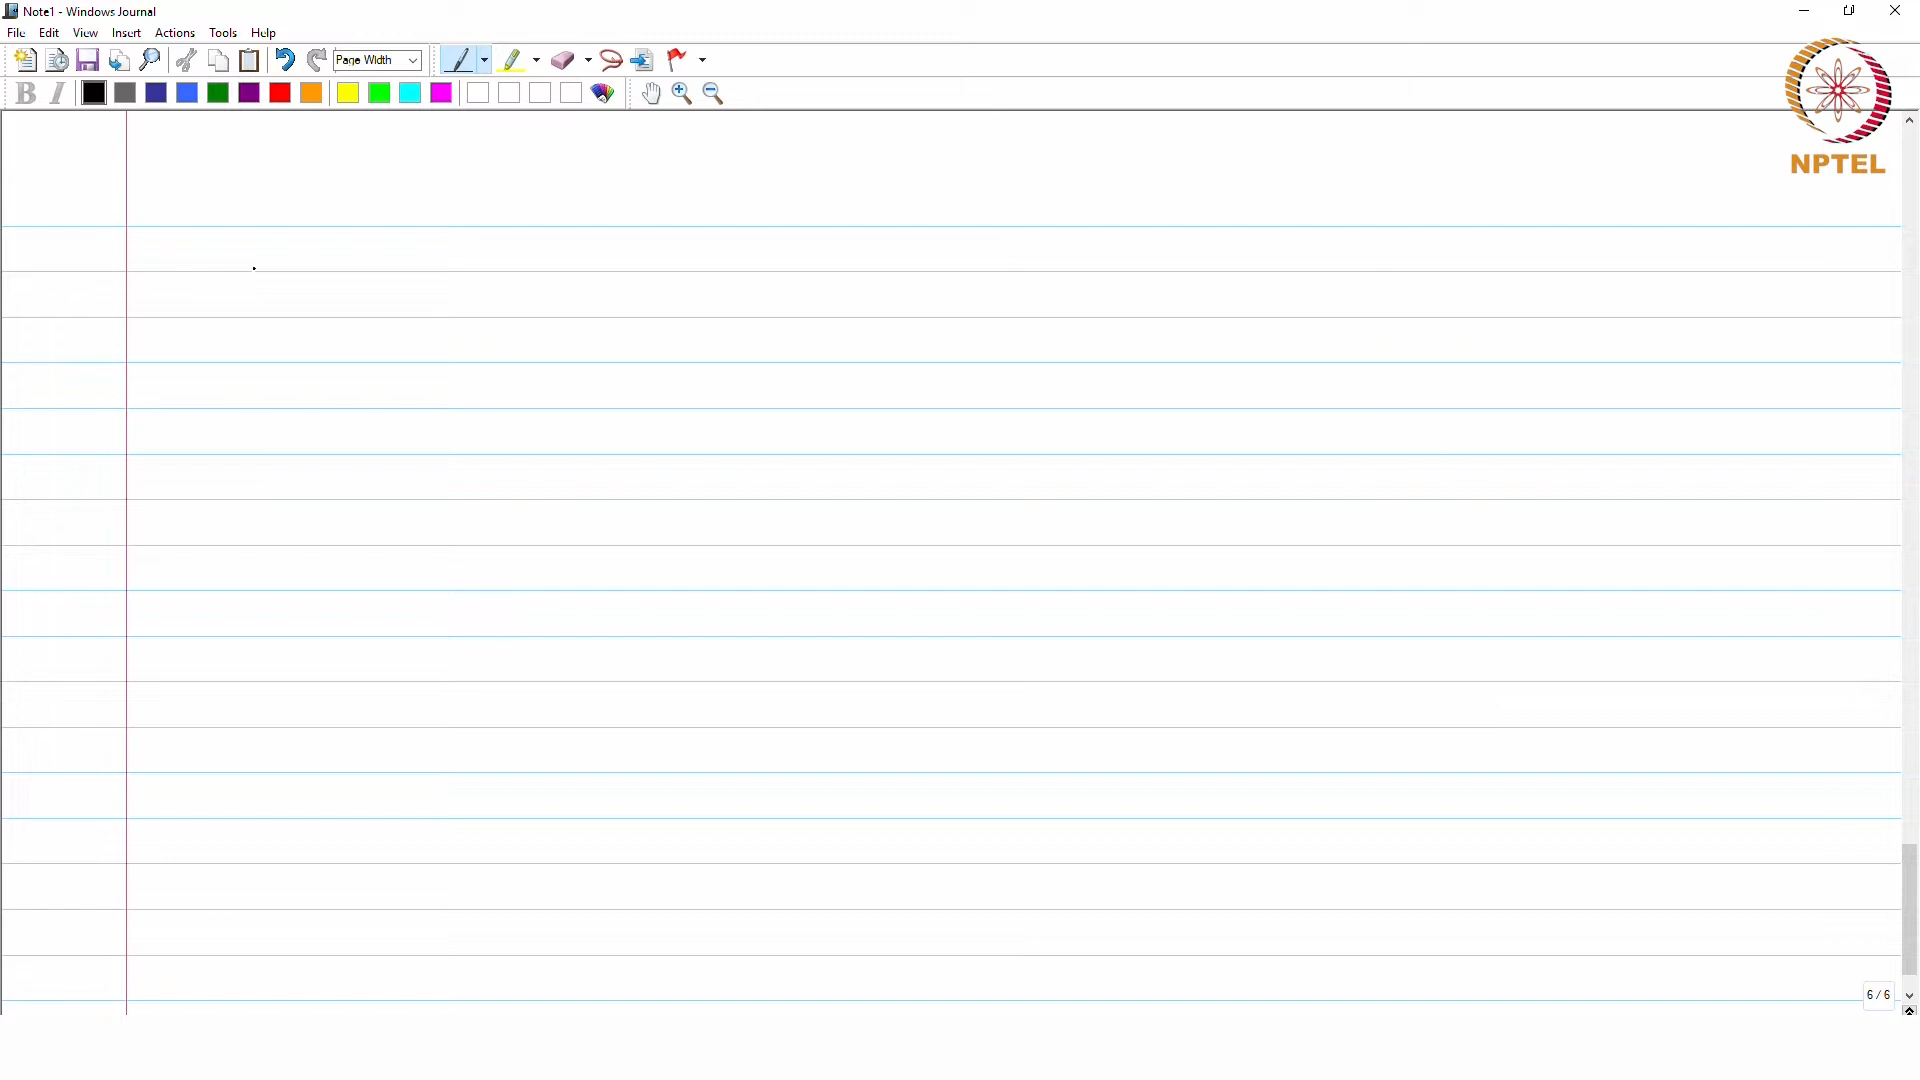 Note1 - Windows Journal
File Edit View Insert Actions Tools Help
Page Width
B I
NPTEL
6 / 6